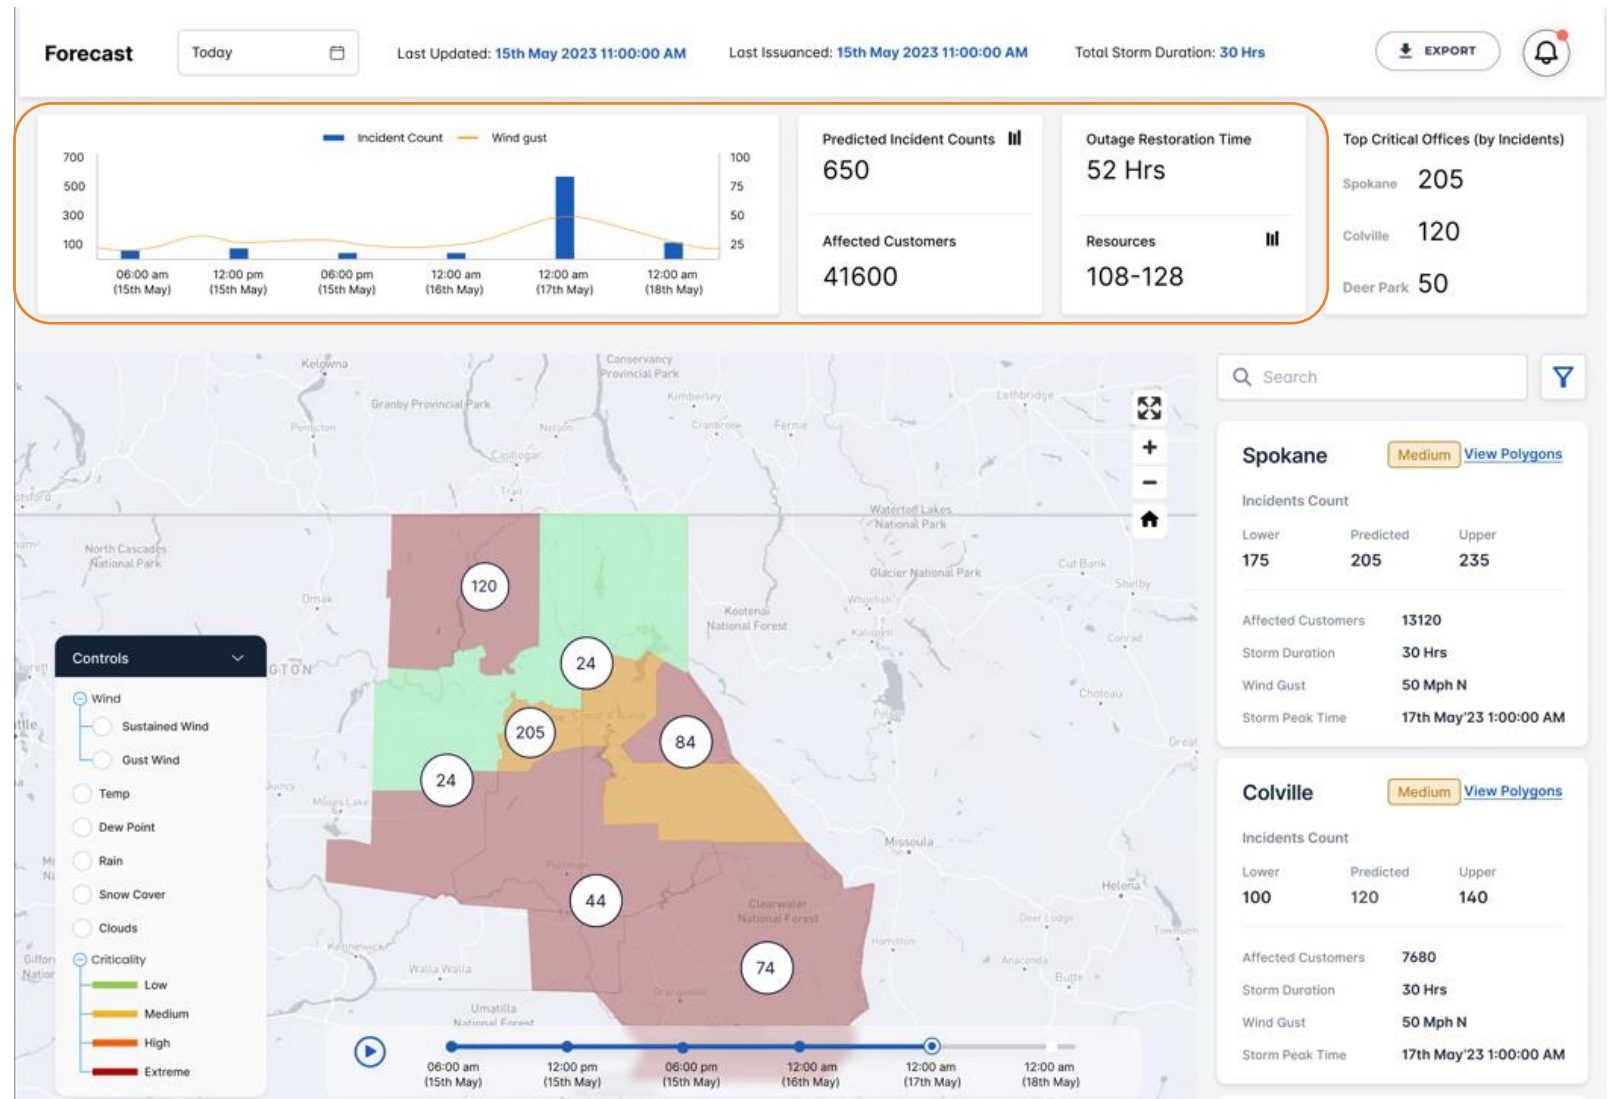 Forecast
Today
Last Updated: 15th May 2023 11:00:00 AM
Last Issuanced: 15th May 2023 11:00:00 AM
Total Storm Duration: 30 Hrs
EXPORT
Incident Count
Wind gust
700
500
300
100
100
75
50
25
06:00 am
(15th May)
12:00 pm
(15th May)
06:00 pm
(15th May)
12:00 am
(16th May)
12:00 am
(17th May)
12:00 am
(18th May)
Predicted Incident Counts
650
Affected Customers
41600
Outage Restoration Time
52 Hrs
Resources
108-128
Top Critical Offices (by Incidents)
Spokane 205
Colville 120
Deer Park 50
Kelowna
Conservancy
Provincial Park
Granby Provincial Park
Kimberley
Lethbridge
Penticton
Nelson
Cranbrook
Fernie
Castlegar
Trail
Waterton Lakes
National Park
North Cascades
National Park
Glacier National Park
Cut Bank
Shelby
Omak
Whitefish
Kootenai
National Forest
Kalispell
Conrad
Choteau
Polson
Great
Quincy
Moses Lake
Missoula
Pullman
Helena
Clearwater
National Forest
Deer Lodge
Kennewick
Hamilton
Anaconda
Butte
Walla Walla
Grangeville
Umatilla
National Forest
120
24
205
84
24
44
74
Controls
Wind
Sustained Wind
Gust Wind
Temp
Dew Point
Rain
Snow Cover
Clouds
Criticality
Low
Medium
High
Extreme
06:00 am
(15th May)
12:00 pm
(15th May)
06:00 pm
(15th May)
12:00 am
(16th May)
12:00 am
(17th May)
12:00 am
(18th May)
Search
Spokane
Medium
View Polygons
Incidents Count
Lower Predicted Upper
175 205 235
Affected Customers 13120
Storm Duration 30 Hrs
Wind Gust 50 Mph N
Storm Peak Time 17th May'23 1:00:00 AM
Colville
Medium
View Polygons
Incidents Count
Lower Predicted Upper
100 120 140
Affected Customers 7680
Storm Duration 30 Hrs
Wind Gust 50 Mph N
Storm Peak Time 17th May'23 1:00:00 AM